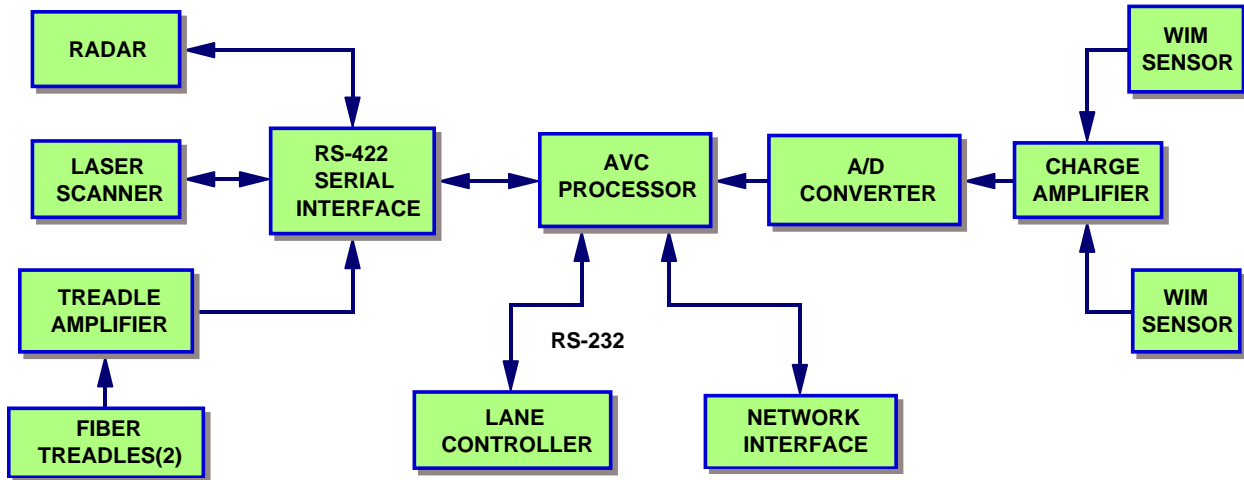 RADAR
WIM
SENSOR
LASER
SCANNER
RS-422
SERIAL
INTERFACE
AVC
PROCESSOR
A/D
CONVERTER
CHARGE
AMPLIFIER
TREADLE
AMPLIFIER
WIM
SENSOR
RS-232
FIBER
TREADLES(2)
LANE
CONTROLLER
NETWORK
INTERFACE